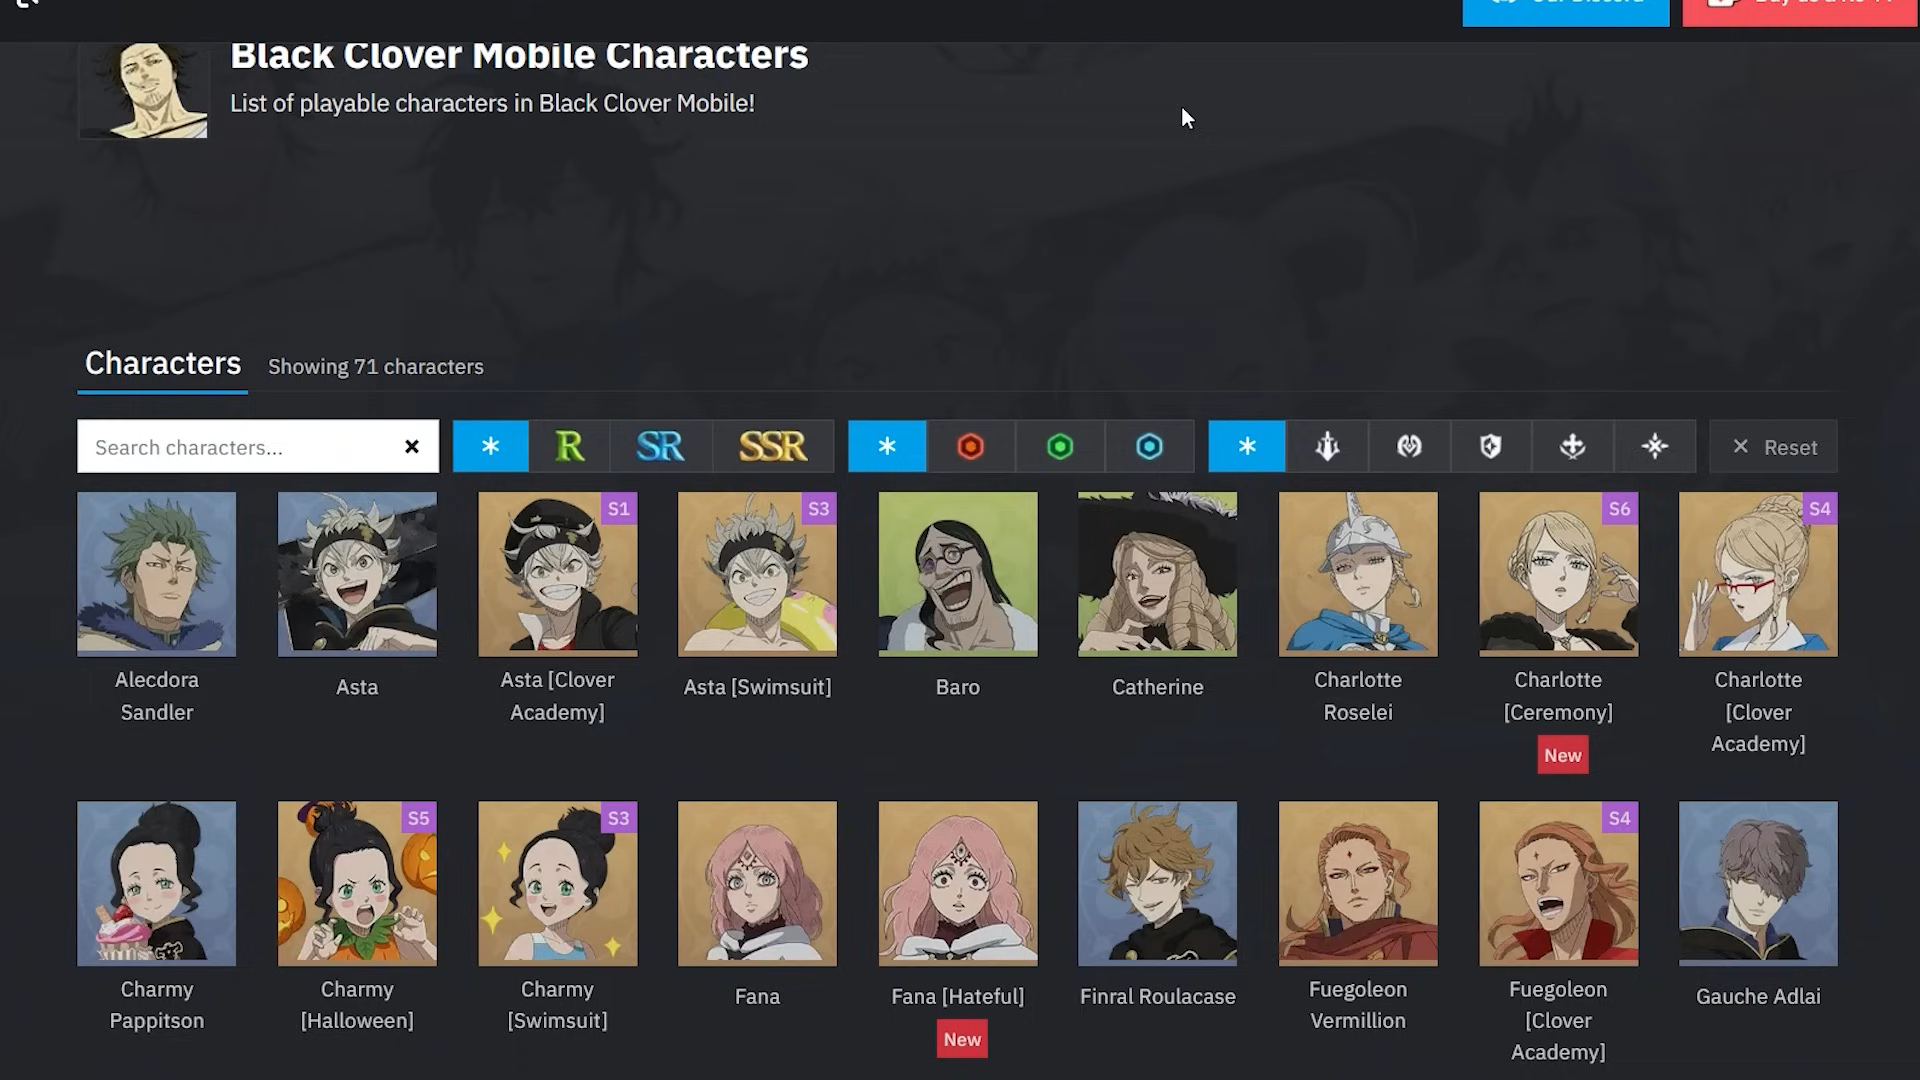 Our Discord
Black Clover Mobile Characters
List of playable characters in Black Clover Mobile!
Characters
Showing 71 characters
Search characters...
R
SR
SSR
Reset
S1
S3
S6
S4
Alecdora
Sandler
Asta
Asta [Clover
Academy]
Asta [Swimsuit]
Baro
Catherine
Charlotte
Roselei
Charlotte
[Ceremony]
New
Charlotte
[Clover
Academy]
S5
S3
S4
Charmy
Pappitson
Charmy
[Halloween]
Charmy
[Swimsuit]
Fana
Fana [Hateful]
New
Finral Roulacase
Fuegoleon
Vermillion
Fuegoleon
[Clover
Academy]
Gauche Adlai